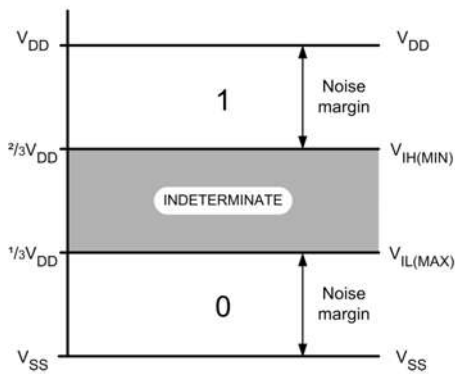 VDD VDD
1 Noise
margin
²/₃VDD VIH(MIN)
INDETERMINATE
¹/₃VDD VIL(MAX)
0 Noise
margin
VSS VSS